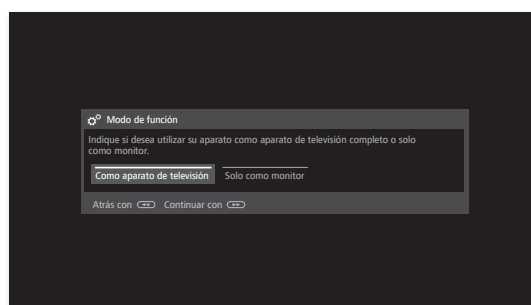 Modo de función
Indique si desea utilizar su aparato como aparato de televisión completo o solo
como monitor.
Como aparato de televisión Solo como monitor
Atrás con Continuar con